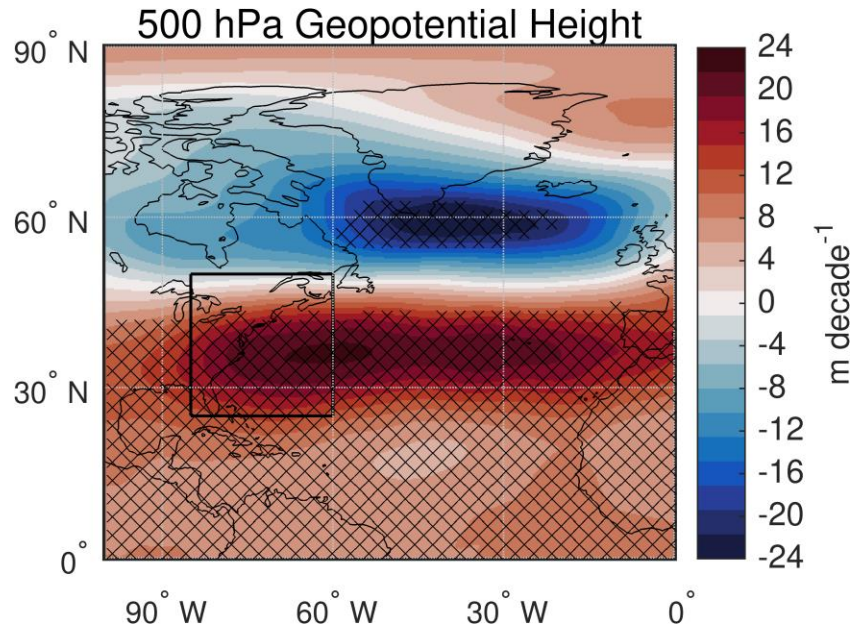 500 hPa Geopotential Height
90° N
60° N
30° N
0°
90° W
60° W
30° W
0°
24
20
16
12
8
4
0
-4
-8
-12
-16
-20
-24
m decade⁻¹